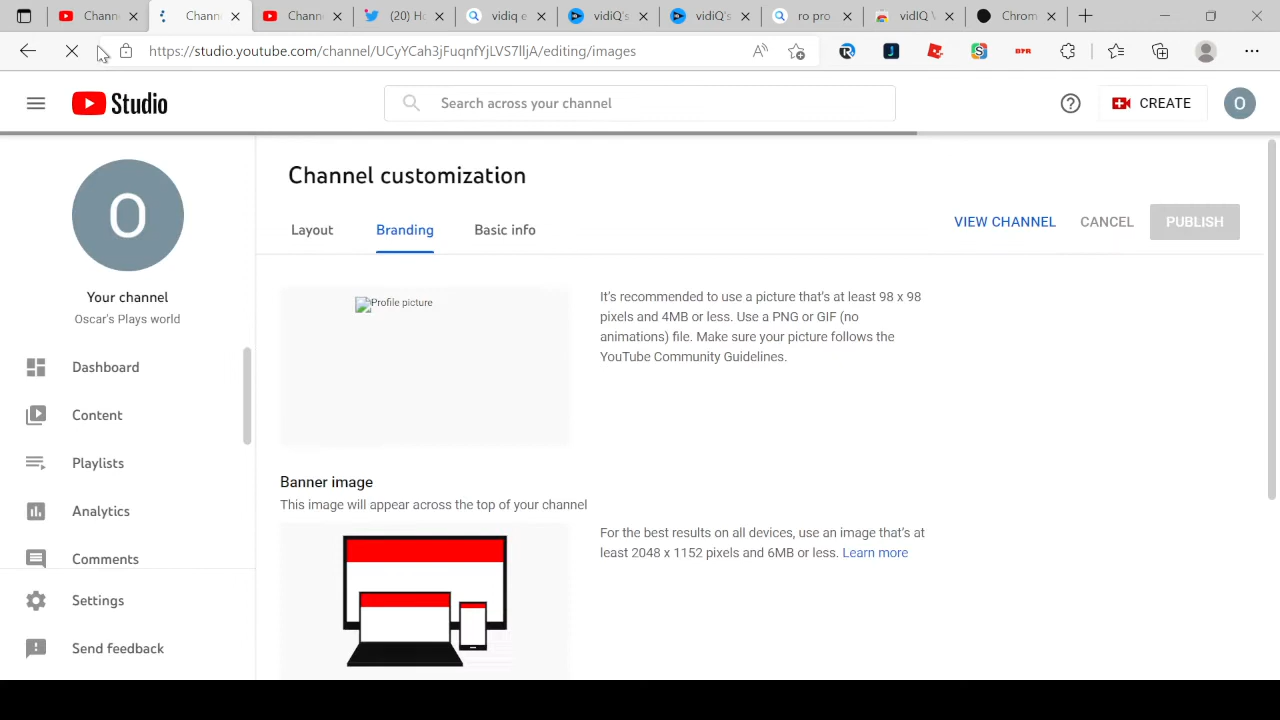 Chann
Chann
Chann
(20) Ho
vidiq e
vidiQ's
vidiQ's
ro pro
vidIQ V
Chrom
https://studio.youtube.com/channel/UCyYCah3jFuqnfYjLVS7lljA/editing/images
Studio
Search across your channel
CREATE
O
O
Your channel
Oscar's Plays world
Dashboard
Content
Playlists
Analytics
Comments
Settings
Send feedback
Channel customization
Layout
Branding
Basic info
VIEW CHANNEL
CANCEL
PUBLISH
Profile picture
It's recommended to use a picture that's at least 98 x 98
pixels and 4MB or less. Use a PNG or GIF (no
animations) file. Make sure your picture follows the
YouTube Community Guidelines.
Banner image
This image will appear across the top of your channel
For the best results on all devices, use an image that's at
least 2048 x 1152 pixels and 6MB or less. Learn more